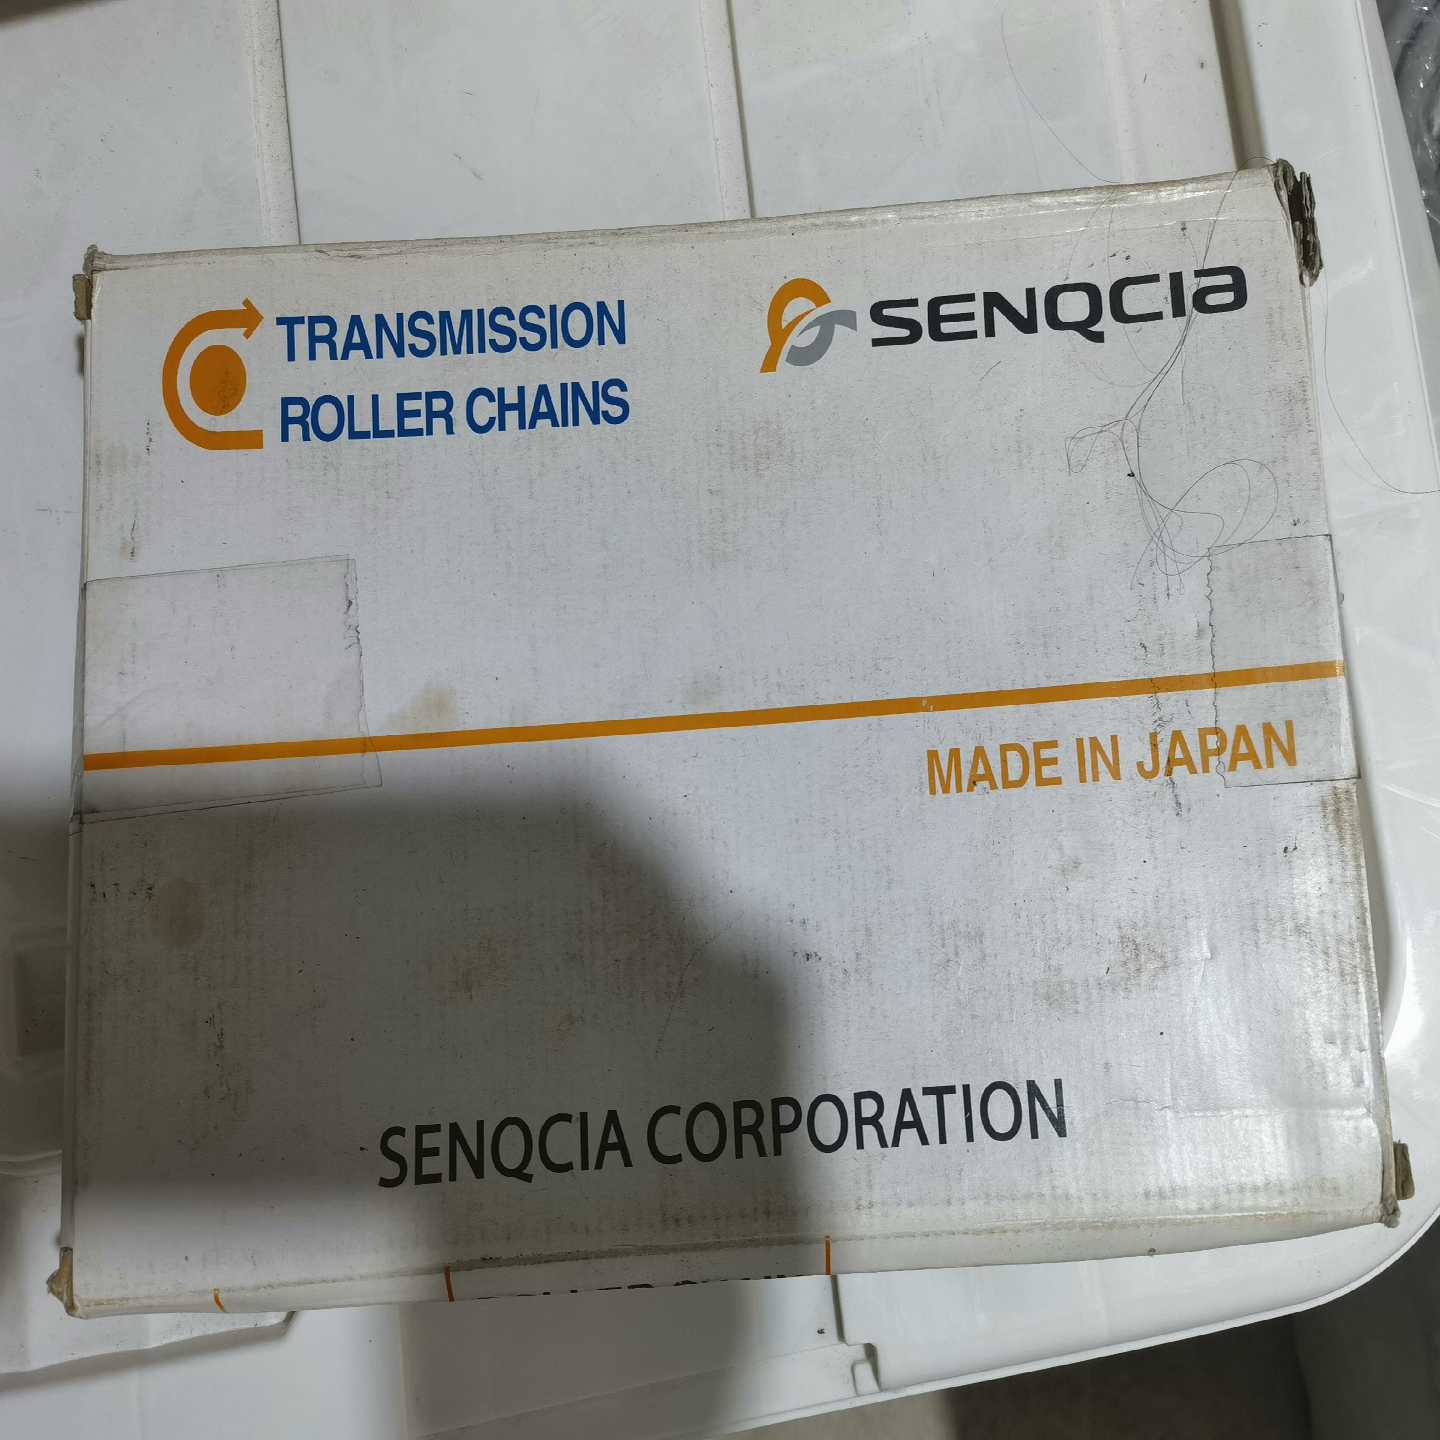 TRANSMISSION
ROLLER CHAINS
SENQCIA
MADE IN JAPAN
SENQCIA CORPORATION